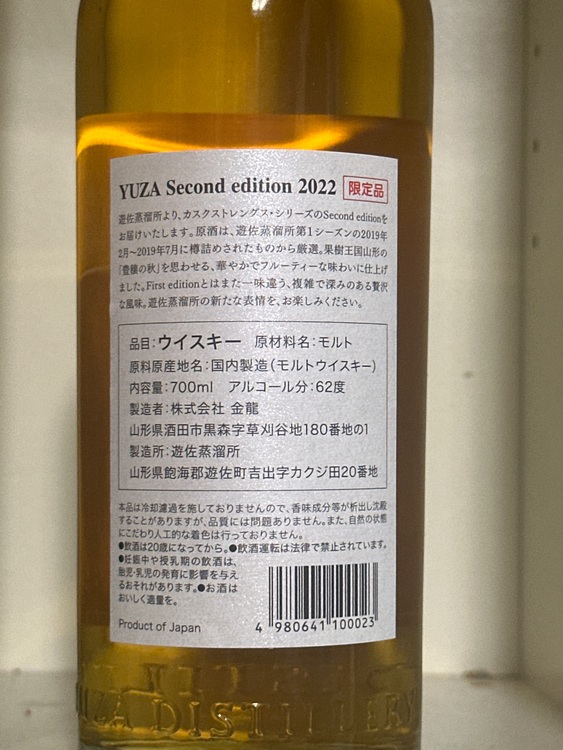 YUZA Second edition 2022 限定品
遊佐蒸溜所より、カスクストレングス・シリーズのSecond editionを
お届けいたします。原酒は、遊佐蒸溜所第1シーズンの2019年
2月〜2019年7月に樽詰めされたものから厳選。果樹王国山形の
「豊穣の秋」を思わせる、華やかでフルーティーな味わいに仕上げ
ました。First editionとはまた一味違う、複雑で深みのある贅沢
な風味。遊佐蒸溜所の新たな表情を、お楽しみください。
品目:ウイスキー 原材料名:モルト
原料原産地名:国内製造(モルトウイスキー)
内容量:700ml アルコール分:62度
製造者:株式会社 金龍
山形県酒田市黒森字草刈谷地180番地の1
製造所:遊佐蒸溜所
山形県飽海郡遊佐町吉出字カクジ田20番地
本品は冷却濾過を施しておりませんので、香味成分等が析出し沈殿
することがありますが、品質には問題ありません。また、自然の状態
にこだわり人工的な着色は行っておりません。
●飲酒は20歳になってから。●飲酒運転は法律で禁止されています。
●妊娠中や授乳期の飲酒は、
胎児・乳児の発育に影響を与え
るおそれがあります。●お酒は
おいしく適量を。
Product of Japan
4 980641 100023
YUZA DISTILLERY